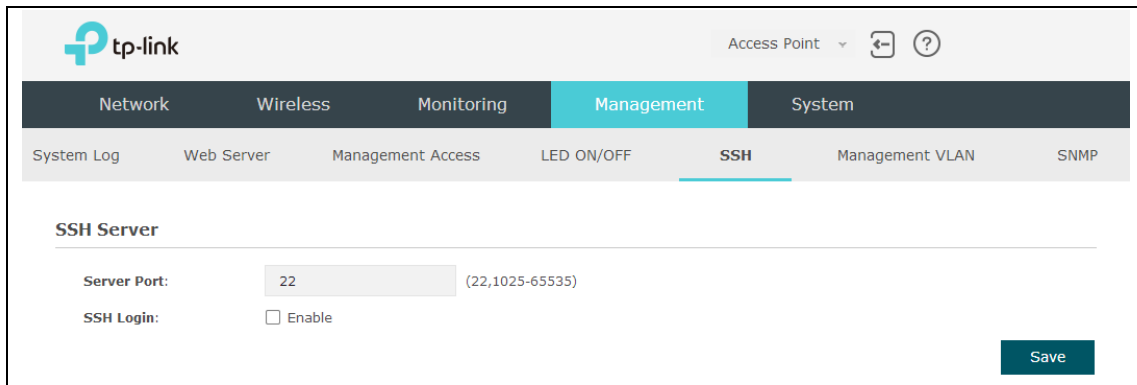 tp-link
Access Point
Network Wireless Monitoring Management System
System Log Web Server Management Access LED ON/OFF SSH Management VLAN SNMP
SSH Server
Server Port: 22 (22,1025-65535)
SSH Login: Enable
Save